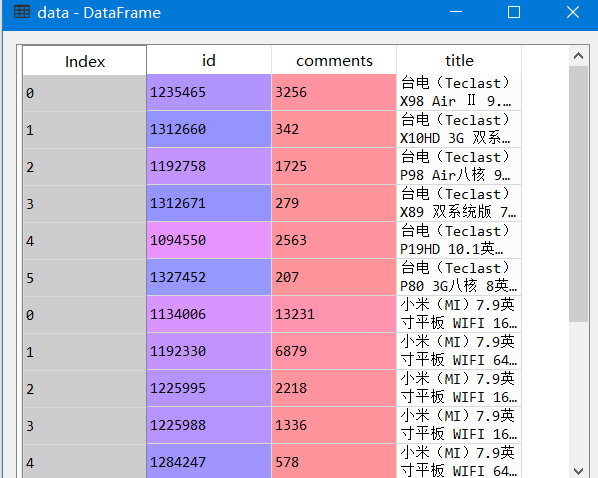 data - DataFrame
Index id comments title
0 1235465 3256 台电（Teclast）
X98 Air Ⅱ 9.…
1 1312660 342 台电（Teclast）
X10HD 3G 双系…
2 1192758 1725 台电（Teclast）
P98 Air八核 9…
3 1312671 279 台电（Teclast）
X89 双系统版 7…
4 1094550 2563 台电（Teclast）
P19HD 10.1英…
5 1327452 207 台电（Teclast）
P80 3G八核 8英…
0 1134006 13231 小米（MI）7.9英
寸平板 WIFI 16…
1 1192330 6879 小米（MI）7.9英
寸平板 WIFI 64…
2 1225995 2218 小米（MI）7.9英
寸平板 WIFI 16…
3 1225988 1336 小米（MI）7.9英
寸平板 WIFI 16…
4 1284247 578 小米（MI）7.9英
寸平板 WIFI 64…